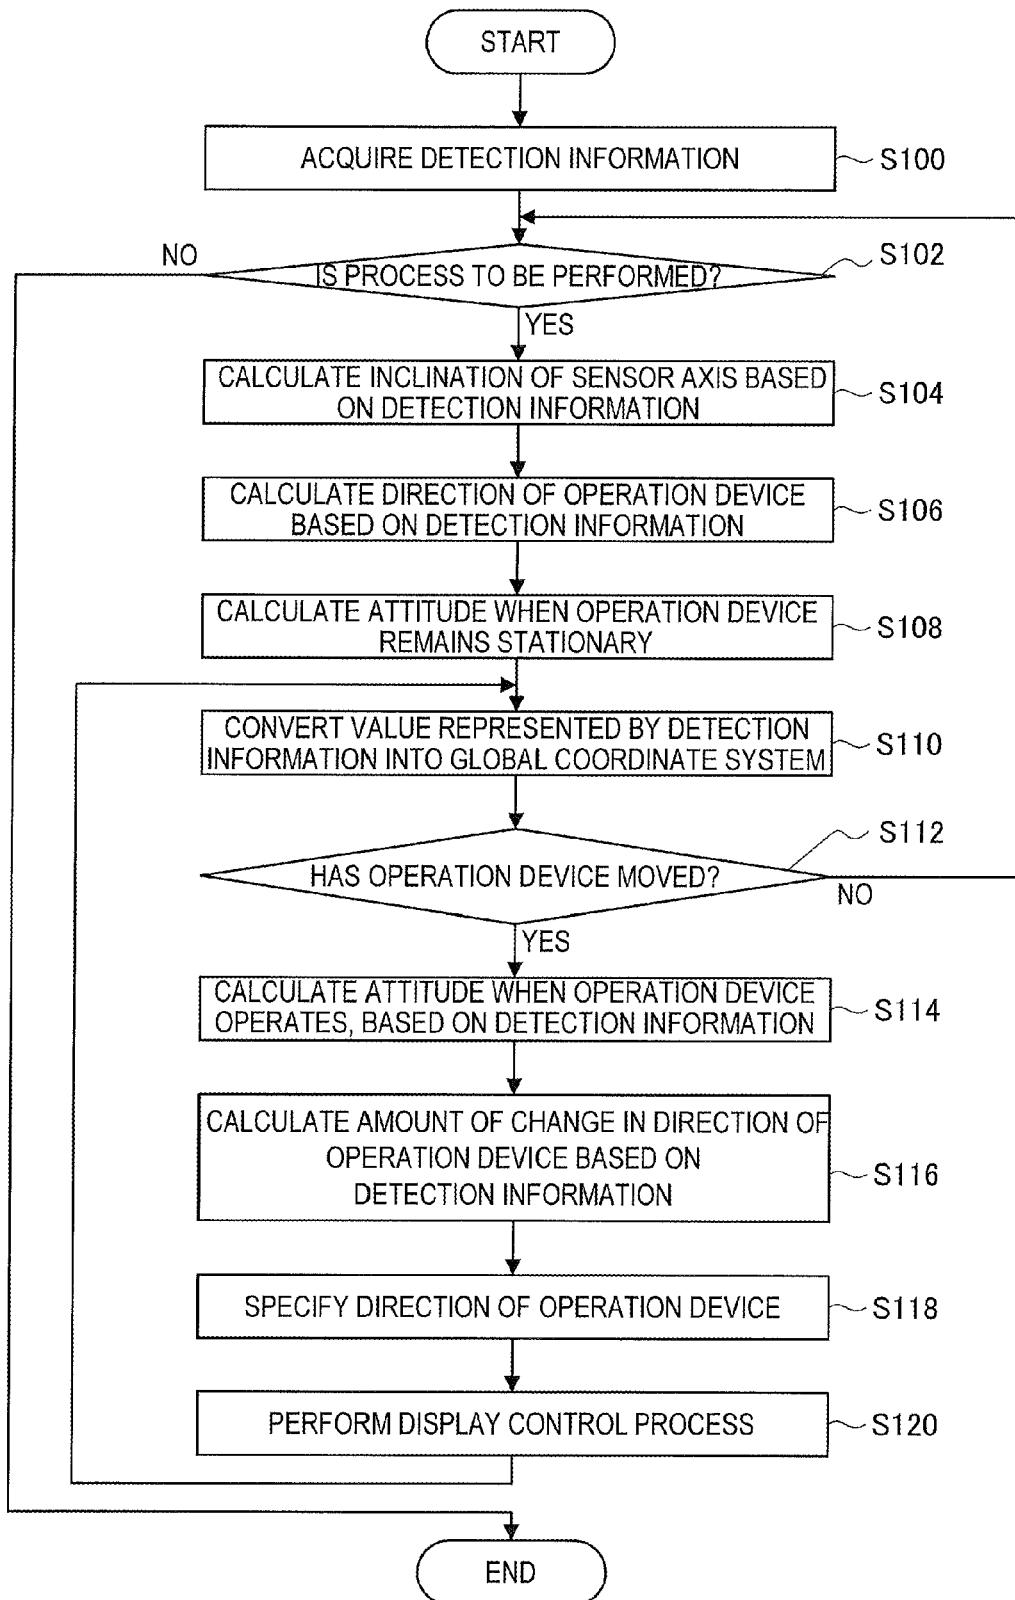 START
ACQUIRE DETECTION INFORMATION
S100
NO
IS PROCESS TO BE PERFORMED?
S102
YES
CALCULATE INCLINATION OF SENSOR AXIS BASED
ON DETECTION INFORMATION
S104
CALCULATE DIRECTION OF OPERATION DEVICE
BASED ON DETECTION INFORMATION
S106
CALCULATE ATTITUDE WHEN OPERATION DEVICE
REMAINS STATIONARY
S108
CONVERT VALUE REPRESENTED BY DETECTION
INFORMATION INTO GLOBAL COORDINATE SYSTEM
S110
HAS OPERATION DEVICE MOVED?
S112
NO
YES
CALCULATE ATTITUDE WHEN OPERATION DEVICE
OPERATES, BASED ON DETECTION INFORMATION
S114
CALCULATE AMOUNT OF CHANGE IN DIRECTION OF
OPERATION DEVICE BASED ON
DETECTION INFORMATION
S116
SPECIFY DIRECTION OF OPERATION DEVICE
S118
PERFORM DISPLAY CONTROL PROCESS
S120
END